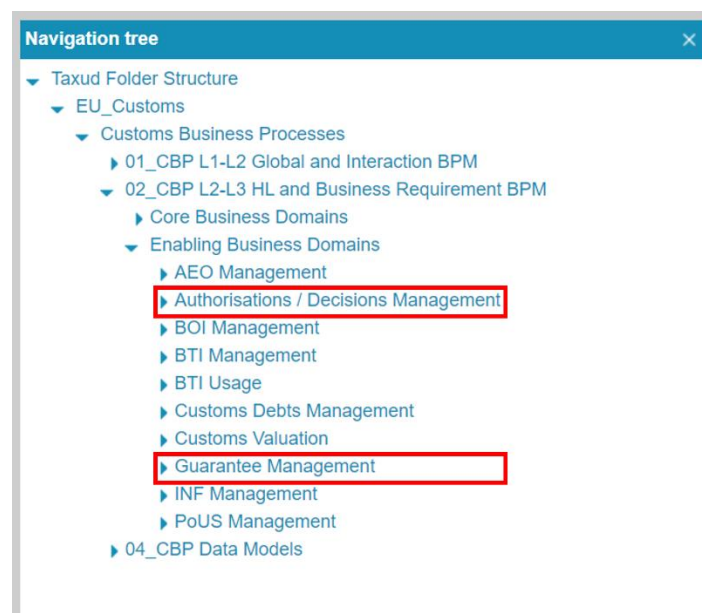 Navigation tree
Taxud Folder Structure
EU_Customs
Customs Business Processes
01_CBP L1-L2 Global and Interaction BPM
02_CBP L2-L3 HL and Business Requirement BPM
Core Business Domains
Enabling Business Domains
AEO Management
Authorisations / Decisions Management
BOI Management
BTI Management
BTI Usage
Customs Debts Management
Customs Valuation
Guarantee Management
INF Management
PoUS Management
04_CBP Data Models